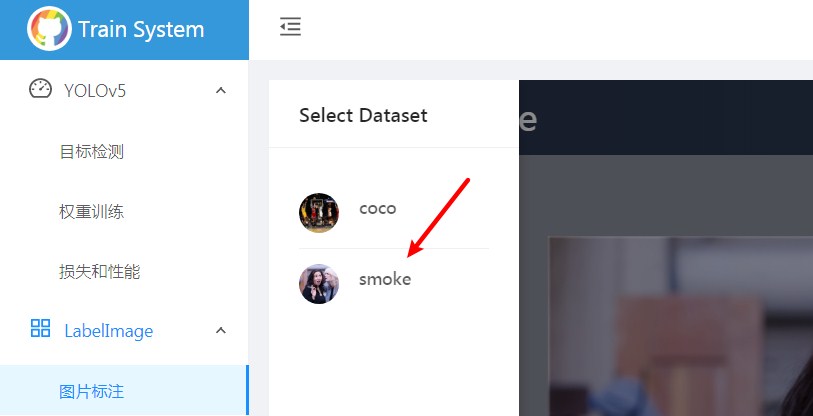 Train System
YOLOv5
目标检测
权重训练
损失和性能
LabelImage
图片标注
Select Dataset
coco
smoke
e